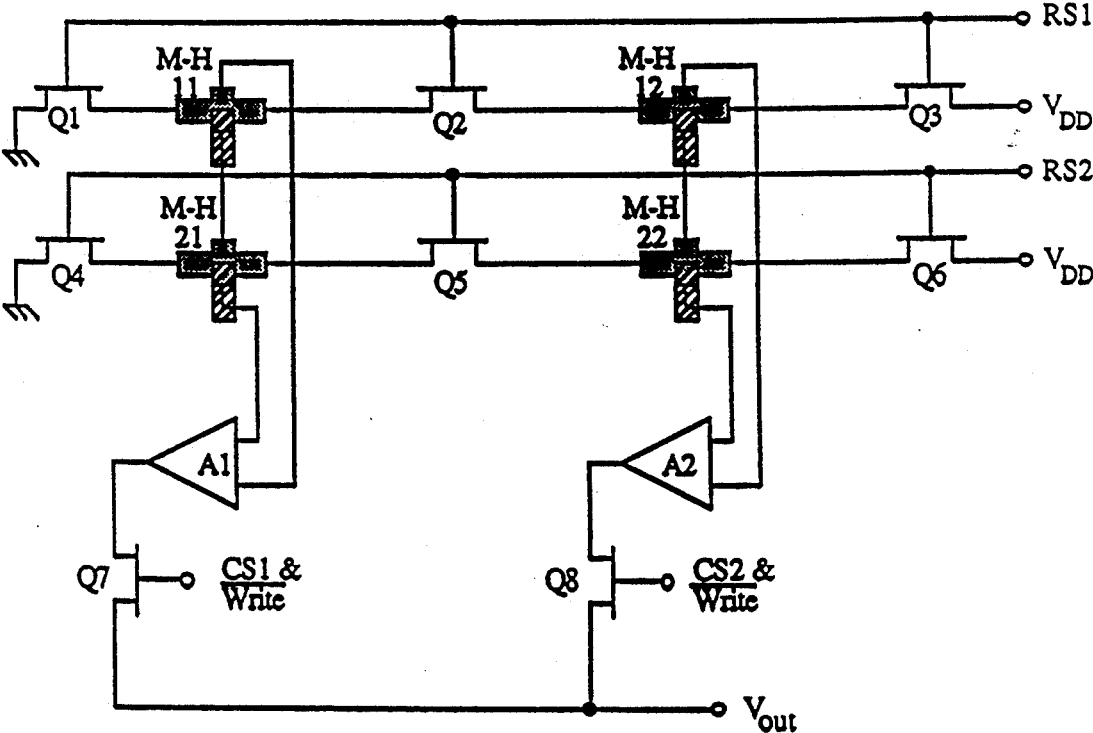 RS1
M-H
11
M-H
12
Q1
Q2
Q3
VDD
RS2
M-H
21
M-H
22
Q4
Q5
Q6
VDD
A1
A2
Q7
CS1 &
Write
Q8
CS2 &
Write
Vout